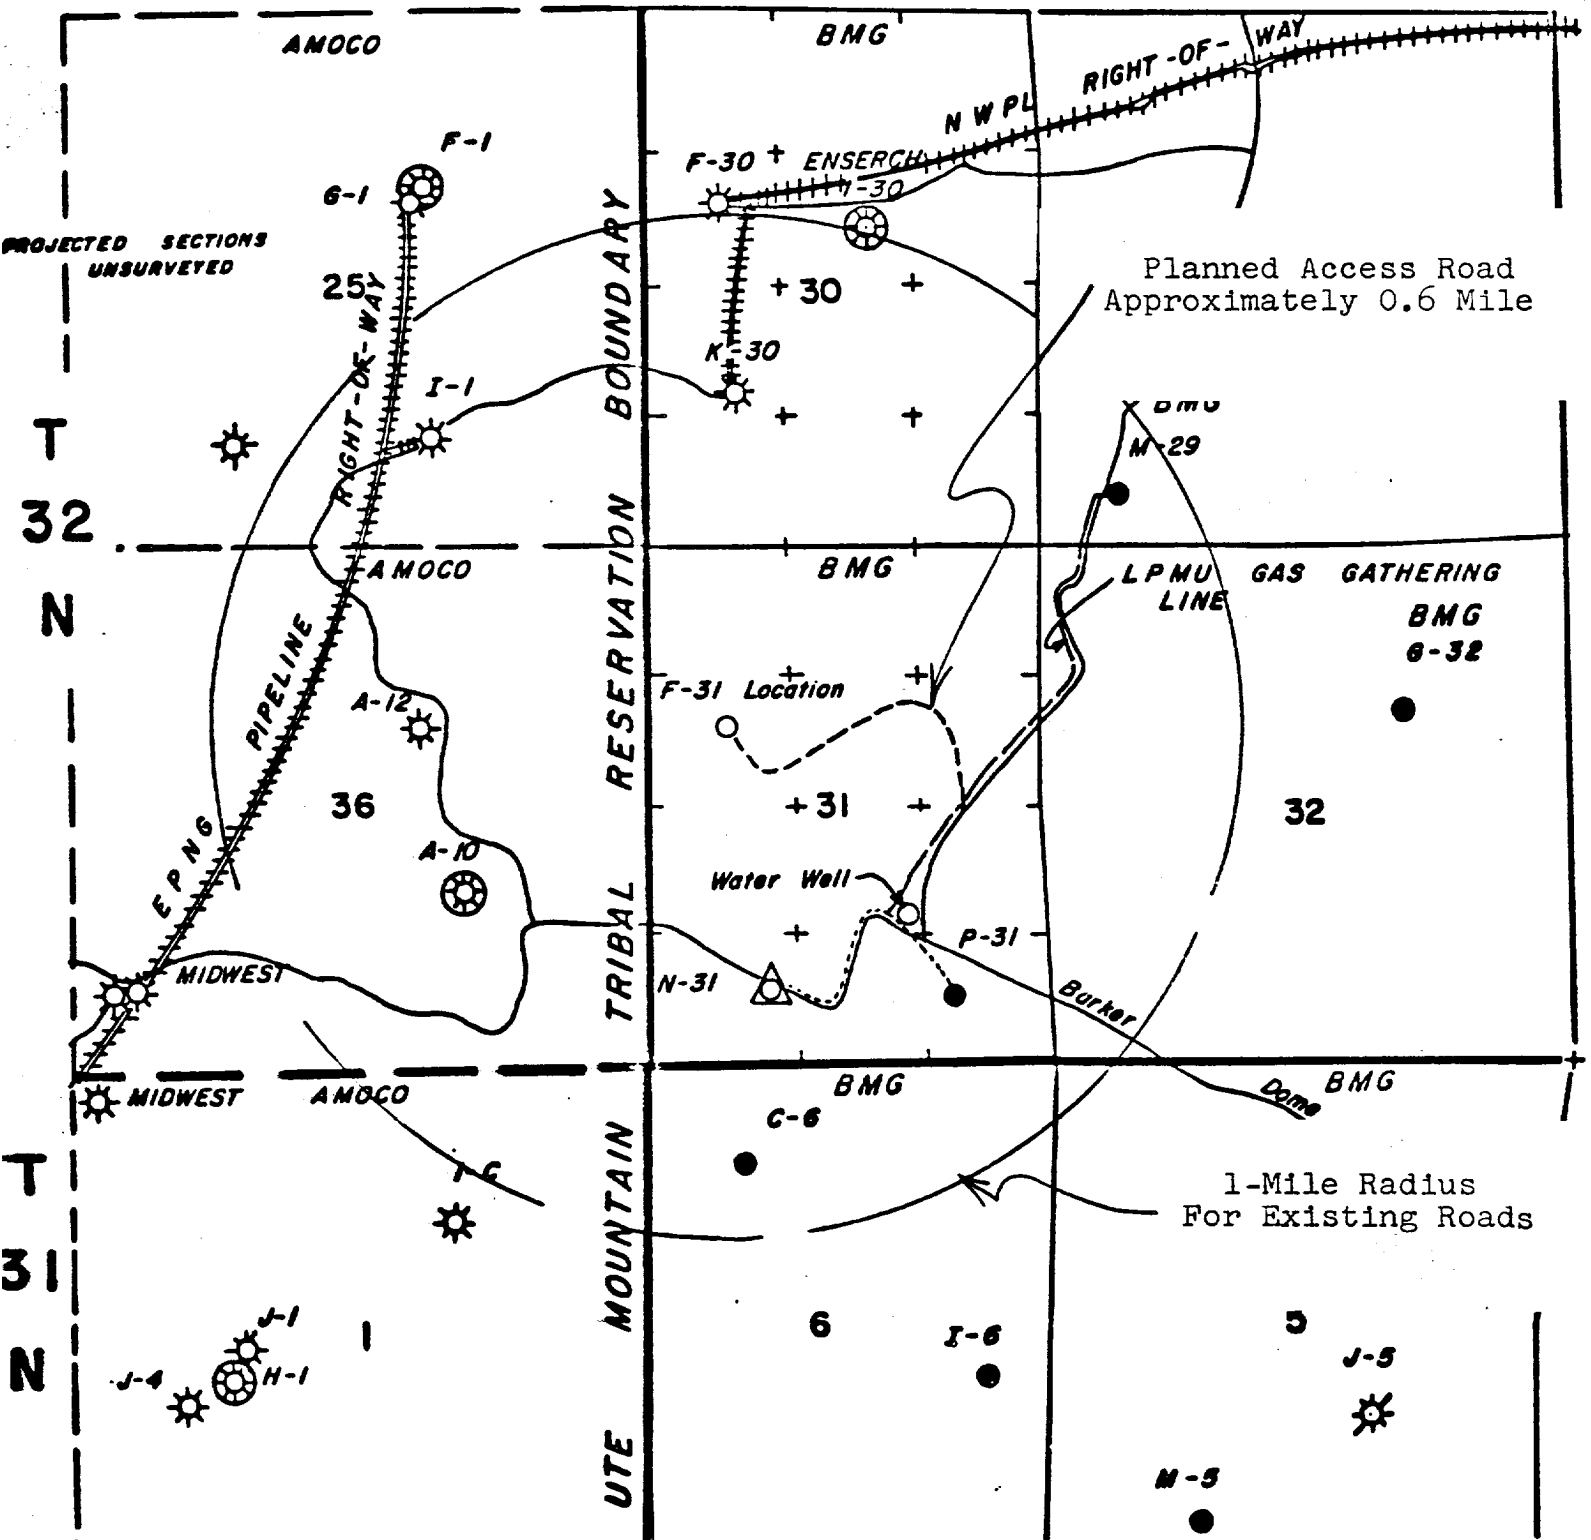 AMOCO
BMG
RIGHT-OF-WAY
N W PL
F-1
G-1
F-30
ENSERCH
1-30
PROJECTED SECTIONS
UNSURVEYED
25
30
Planned Access Road
Approximately 0.6 Mile
K-30
I-1
RIGHT-OF-WAY
BMG
M-29
T
32
N
AMOCO
BMG
LPMU GAS GATHERING
LINE
BMG
G-32
PIPELINE
A-12
F-31 Location
36
31
32
EPNG
A-10
Water Well
P-31
MIDWEST
N-31
Barker
Dome
MIDWEST
AMOCO
BMG
BMG
C-6
1-Mile Radius
For Existing Roads
T
31
N
J-1
1
6
5
I-6
J-5
J-4
H-1
M-5
UTE MOUNTAIN TRIBAL RESERVATION BOUNDARY